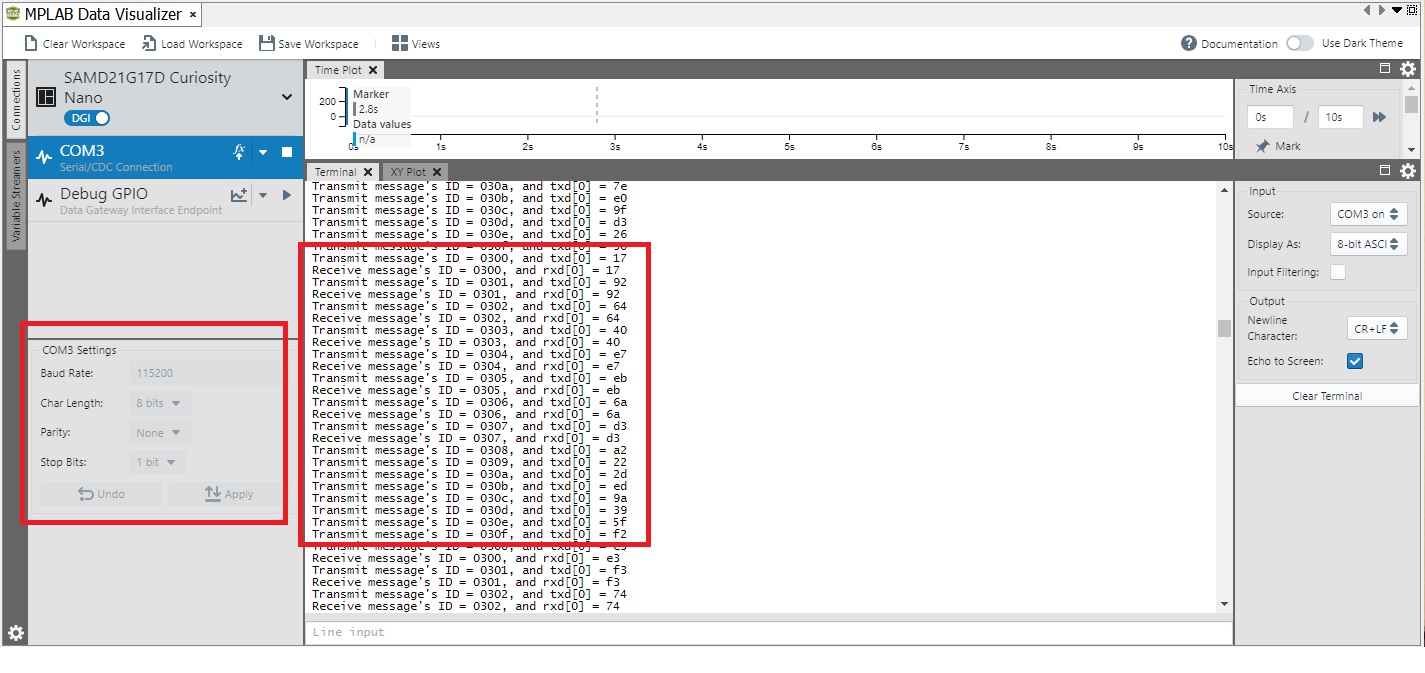 MPLAB Data Visualizer ×
Clear Workspace Load Workspace Save Workspace Views Documentation Use Dark Theme
Connections
Variable Streamers
SAMD21G17D Curiosity
Nano
DGI
COM3
Serial/CDC Connection
Debug GPIO
Data Gateway Interface Endpoint
COM3 Settings
Baud Rate: 115200
Char Length: 8 bits
Parity: None
Stop Bits: 1 bit
Undo Apply
Time Plot
200
0
Marker
2.8s
Data values
n/a
0s 1s 2s 3s 4s 5s 6s 7s 8s 9s 10s
Time Axis
0s / 10s
Mark
Terminal XY Plot
Transmit message's ID = 030a, and txd[0] = 7e
Transmit message's ID = 030b, and txd[0] = e0
Transmit message's ID = 030c, and txd[0] = 9f
Transmit message's ID = 030d, and txd[0] = d3
Transmit message's ID = 030e, and txd[0] = 26
Transmit message's ID = 030f, and txd[0] =
Transmit message's ID = 0300, and txd[0] = 17
Receive message's ID = 0300, and rxd[0] = 17
Transmit message's ID = 0301, and txd[0] = 92
Receive message's ID = 0301, and rxd[0] = 92
Transmit message's ID = 0302, and txd[0] = 64
Receive message's ID = 0302, and rxd[0] = 64
Transmit message's ID = 0303, and txd[0] = 40
Receive message's ID = 0303, and rxd[0] = 40
Transmit message's ID = 0304, and txd[0] = e7
Receive message's ID = 0304, and rxd[0] = e7
Transmit message's ID = 0305, and txd[0] = eb
Receive message's ID = 0305, and rxd[0] = eb
Transmit message's ID = 0306, and txd[0] = 6a
Receive message's ID = 0306, and rxd[0] = 6a
Transmit message's ID = 0307, and txd[0] = d3
Receive message's ID = 0307, and rxd[0] = d3
Transmit message's ID = 0308, and txd[0] = a2
Transmit message's ID = 0309, and txd[0] = 22
Transmit message's ID = 030a, and txd[0] = 2d
Transmit message's ID = 030b, and txd[0] = ed
Transmit message's ID = 030c, and txd[0] = 9a
Transmit message's ID = 030d, and txd[0] = 39
Transmit message's ID = 030e, and txd[0] = 5f
Transmit message's ID = 030f, and txd[0] = f2
Transmit message's ID = 0300, and txd[0] = e3
Receive message's ID = 0300, and rxd[0] = e3
Transmit message's ID = 0301, and txd[0] = f3
Receive message's ID = 0301, and rxd[0] = f3
Transmit message's ID = 0302, and txd[0] = 74
Receive message's ID = 0302, and rxd[0] = 74
Line input
Input
Source: COM3 on
Display As: 8-bit ASCI
Input Filtering:
Output
Newline
Character: CR+LF
Echo to Screen:
Clear Terminal